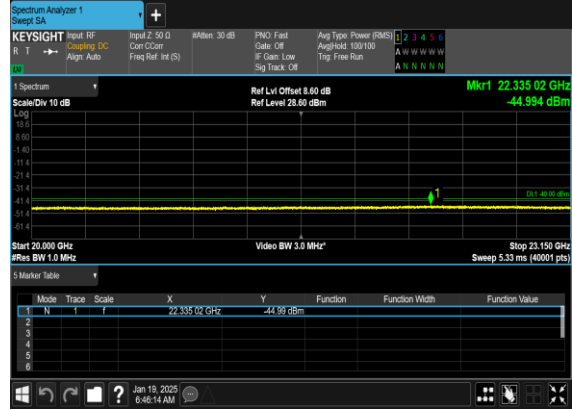 Spectrum Analyzer 1
Swept SA
+
KEYSIGHT Input: RF Input Z: 50 Ω #Atten: 30 dB PNO: Fast Avg Type: Power (RMS) 1 2 3 4 5 6
R T Coupling: DC Corr CCorr Gate: Off Avg|Hold: 100/100 A W W W W W
Align: Auto Freq Ref: Int (S) IF Gain: Low Trig: Free Run
Sig Track: Off A N N N N N
1 Spectrum
Ref Lvl Offset 8.60 dB Mkr1 22.335 02 GHz
Scale/Div 10 dB Ref Level 28.60 dBm -44.994 dBm
Log
18.6
8.60
-1.40
-11.4
-21.4
-31.4
1
DL1 -40.00 dBm
-41.4
-51.4
-61.4
Start 20.000 GHz Video BW 3.0 MHz* Stop 23.150 GHz
#Res BW 1.0 MHz Sweep 5.33 ms (40001 pts)
5 Marker Table
Mode Trace Scale X Y Function Function Width Function Value
1 N 1 f 22.335 02 GHz -44.99 dBm
2
3
4
5
6
? Jan 19, 2025
6:46:14 AM